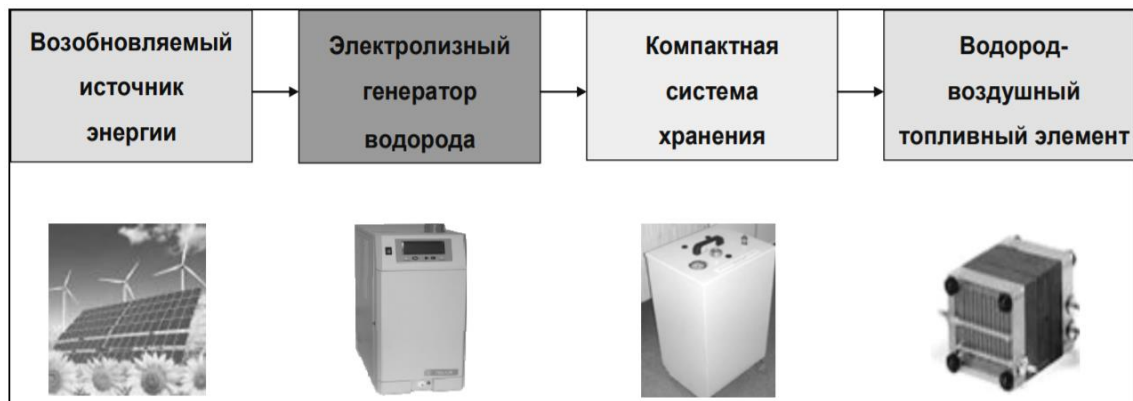 Возобновляемый
источник
энергии
Электролизный
генератор
водорода
Компактная
система
хранения
Водород-
воздушный
топливный элемент